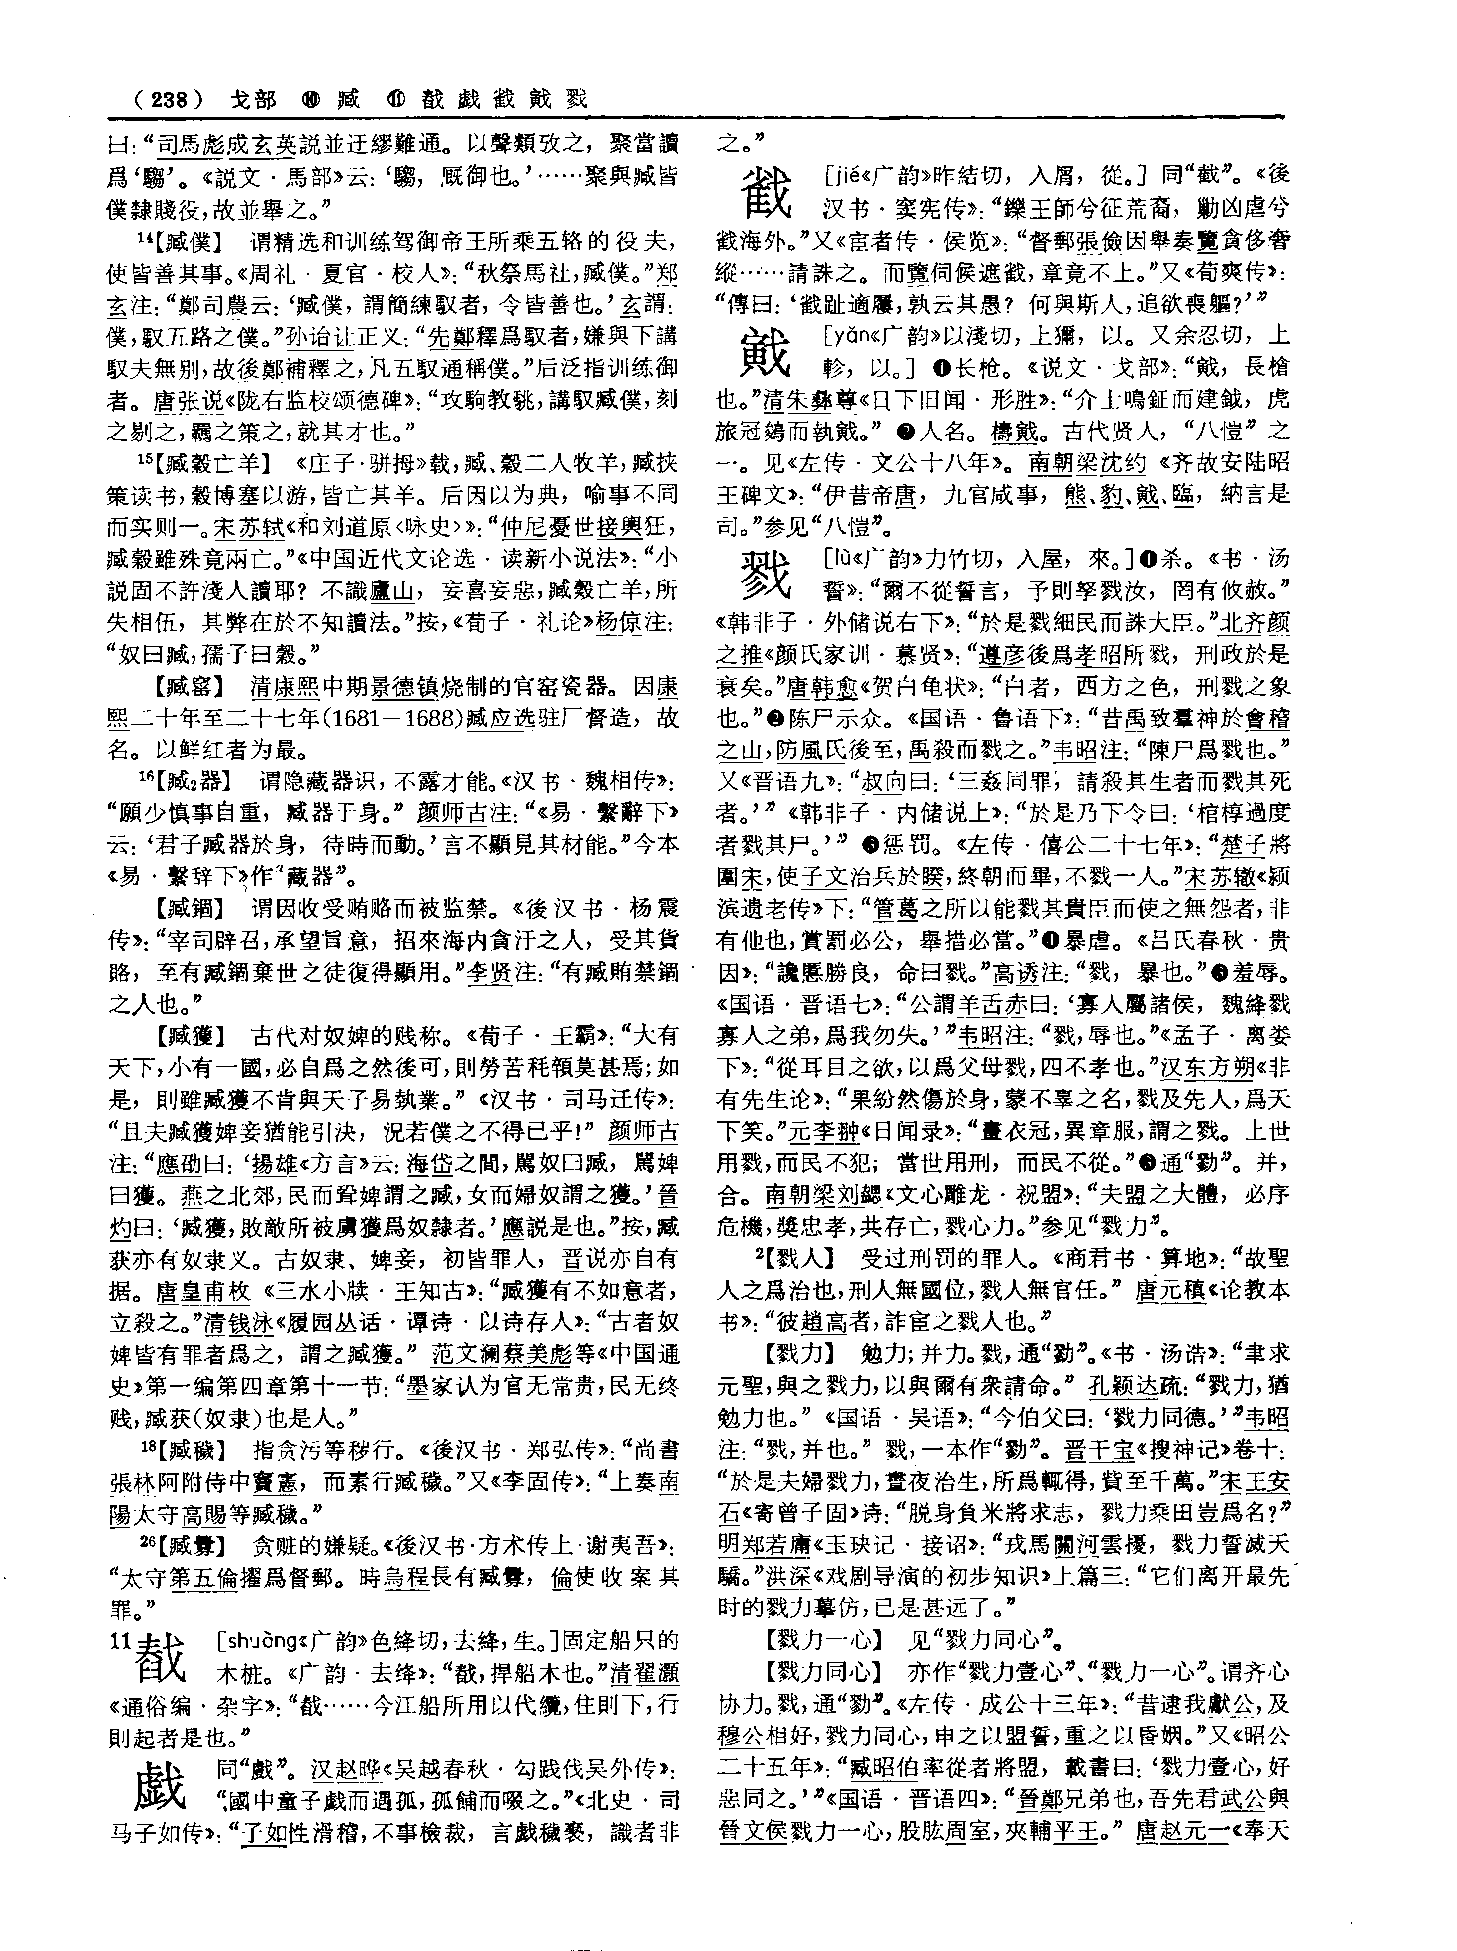 （238） 戈部 ⑩ 臧 ⑪ 戠戯戳戭戮
曰：“司馬彪成玄英説並迂繆難通。以聲類攷之，聚當讀
爲‘騶’。《説文·馬部》云：‘騶，厩御也。’……聚與臧皆
僕隸賤役，故並舉之。”
14【臧僕】 谓精选和训练驾御帝王所乘五辂的役夫，
使皆善其事。《周礼·夏官·校人》：“秋祭馬社，臧僕。”郑
玄注：“鄭司農云：‘臧僕，謂簡練馭者，令皆善也。’玄謂：
僕，馭五路之僕。”孙诒让正义：“先鄭釋爲馭者，嫌與下講
馭夫無别，故後鄭補釋之，凡五馭通稱僕。”后泛指训练御
者。唐张说《陇右监校颂德碑》：“攻駒教駣，講馭臧僕，刻
之剔之，羈之策之，就其才也。”
15【臧穀亡羊】 《庄子·骈拇》载，臧、穀二人牧羊，臧挟
策读书，穀博塞以游，皆亡其羊。后因以为典，喻事不同
而实则一。宋苏轼《和刘道原〈咏史〉》：“仲尼憂世接輿狂，
臧穀雖殊竟兩亡。”《中国近代文论选·读新小说法》：“小
説固不許淺人讀耶？不識廬山，妄喜妄惡，臧穀亡羊，所
失相伍，其弊在於不知讀法。”按，《荀子·礼论》杨倞注：
“奴曰臧，孺子曰穀。”
【臧窑】 清康熙中期景德镇烧制的官窑瓷器。因康
熙二十年至二十七年(1681—1688)臧应选驻厂督造，故
名。以鲜红者为最。
16【臧2器】 谓隐藏器识，不露才能。《汉书·魏相传》：
“願少慎事自重，臧器于身。”颜师古注：“《易·繫辭下》
云：‘君子臧器於身，待時而動。’言不顯見其材能。”今本
《易·繫辞下》作“藏器”。
【臧錮】 谓因收受贿赂而被监禁。《後汉书·杨震
传》：“宰司辟召，承望旨意，招來海内貪汙之人，受其貨
賂，至有臧錮棄世之徒復得顯用。”李贤注：“有臧賄禁錮
之人也。”
【臧獲】 古代对奴婢的贱称。《荀子·王霸》：“大有
天下，小有一國，必自爲之然後可，則勞苦秏顇莫甚焉；如
是，則雖臧獲不肯與天子易埶業。”《汉书·司马迁传》：
“且夫臧獲婢妾猶能引决，況若僕之不得已乎！”颜师古
注：“應劭曰：‘揚雄《方言》云：海岱之間，駡奴曰臧，駡婢
曰獲。燕之北郊，民而聟婢謂之臧，女而婦奴謂之獲。’晉
灼曰：‘臧獲，敗敵所被虜獲爲奴隸者。’應説是也。”按，臧
获亦有奴隶义。古奴隶、婢妾，初皆罪人，晋说亦自有
据。唐皇甫枚《三水小牍·王知古》：“臧獲有不如意者，
立殺之。”清钱泳《履园丛话·谭诗·以诗存人》：“古者奴
婢皆有罪者爲之，謂之臧獲。”范文澜蔡美彪等《中国通
史》第一编第四章第十一节：“墨家认为官无常贵，民无终
贱，臧获(奴隶)也是人。”
18【臧穢】 指贪污等秽行。《後汉书·郑弘传》：“尚書
張林阿附侍中竇憲，而素行臧穢。”又《李固传》：“上奏南
陽太守高賜等臧穢。”
26【臧釁】 贪赃的嫌疑。《後汉书·方术传上·谢夷吾》：
“太守第五倫擢爲督郵。時烏程長有臧釁，倫使收案其
罪。”
11 [shuàng《广韵》色绛切，去绛，生。]固定船只的
木桩。《广韵·去绛》：“，捍船木也。”清翟灝
《通俗编·杂字》：“……今江船所用以代纜，住則下，行
則起者是也。”
戯 同“戲”。汉赵晔《吴越春秋·勾践伐吴外传》：
“國中童子戯而遇孤，孤餔而啜之。”《北史·司
马子如传》：“子如性滑稽，不事檢裁，言戯穢褻，識者非
之。”
[jié《广韵》昨結切，入屑，從。] 同“截”。《後
汉书·窦宪传》：“鑠王師兮征荒裔，勦凶虐兮
海外。”又《宦者传·侯览》：“督郵張儉因舉奏覽貪侈奢
縱……請誅之。而覽伺候遮，章竟不上。”又《荀爽传》：
“傳曰：‘趾適屨，孰云其愚？何與斯人，追欲喪軀？’”
戭 [yǎn《广韵》以淺切，上獮，以。又余忍切，上
軫，以。] ❶长枪。《说文·戈部》：“戭，長槍
也。”清朱彝尊《日下旧闻·形胜》：“介士鳴鉦而建鉞，虎
旅冠鶡而執戭。” ❷人名。檮戭。古代贤人，“八愷”之
一。见《左传·文公十八年》。南朝梁沈约《齐故安陆昭
王碑文》：“伊昔帝唐，九官咸事，熊、豹、戭、臨，納言是
司。”参见“八愷”。
戮 [lù《广韵》力竹切，入屋，來。]❶杀。《书·汤
誓》：“爾不從誓言，予則孥戮汝，罔有攸赦。”
《韩非子·外储说右下》：“於是戮細民而誅大臣。”北齐颜
之推《颜氏家训·慕贤》：“遵彦後爲孝昭所戮，刑政於是
衰矣。”唐韩愈《贺白龟状》：“白者，西方之色，刑戮之象
也。”❷陈尸示众。《国语·鲁语下》：“昔禹致羣神於會稽
之山，防風氏後至，禹殺而戮之。”韦昭注：“陳尸爲戮也。”
又《晋语九》：“叔向曰：‘三姦同罪，請殺其生者而戮其死
者。’”《韩非子·内储说上》：“於是乃下令曰：‘棺椁過度
者戮其尸。’” ❸惩罚。《左传·僖公二十七年》：“楚子將
圍宋，使子文治兵於睽，終朝而畢，不戮一人。”宋苏辙《颍
滨遗老传》下：“管葛之所以能戮其貴臣而使之無怨者，非
有他也，賞罰必公，舉措必當。”❹暴虐。《吕氏春秋·贵
因》：“讒慝勝良，命曰戮。”高诱注：“戮，暴也。”❺羞辱。
《国语·晋语七》：“公謂羊舌赤曰：‘寡人屬諸侯，魏絳戮
寡人之弟，爲我勿失。’”韦昭注：“戮，辱也。”《孟子·离娄
下》：“從耳目之欲，以爲父母戮，四不孝也。”汉东方朔《非
有先生论》：“果紛然傷於身，蒙不辜之名，戮及先人，爲天
下笑。”元李翀《日闻录》：“畫衣冠，異章服，謂之戮。上世
用戮，而民不犯；當世用刑，而民不從。”❻通“勠”。并，
合。南朝梁刘勰《文心雕龙·祝盟》：“夫盟之大體，必序
危機，獎忠孝，共存亡，戮心力。”参见“戮力”。
2【戮人】 受过刑罚的罪人。《商君书·算地》：“故聖
人之爲治也，刑人無國位，戮人無官任。”唐元稹《论教本
书》：“彼趙高者，詐宦之戮人也。”
【戮力】 勉力；并力。戮，通“勠”。《书·汤诰》：“聿求
元聖，與之戮力，以與爾有衆請命。”孔颖达疏：“戮力，猶
勉力也。”《国语·吴语》：“今伯父曰：‘戮力同德。’”韦昭
注：“戮，并也。”戮，一本作“勠”。晋干宝《搜神记》卷十：
“於是夫婦戮力，晝夜治生，所爲輒得，貲至千萬。”宋王安
石《寄曾子固》诗：“脱身負米將求志，戮力乘田豈爲名？”
明郑若庸《玉玦记·接诏》：“戎馬關河雲擾，戮力誓滅天
驕。”洪深《戏剧导演的初步知识》上篇三：“它们离开最先
时的戮力摹仿，已是甚远了。”
【戮力一心】 见“戮力同心”。
【戮力同心】 亦作“戮力壹心”、“戮力一心”。谓齐心
协力。戮，通“勠”。《左传·成公十三年》：“昔逮我獻公，及
穆公相好，戮力同心，申之以盟誓，重之以昏姻。”又《昭公
二十五年》：“臧昭伯率從者將盟，載書曰：‘戮力壹心，好
惡同之。’”《国语·晋语四》：“晉鄭兄弟也，吾先君武公與
晉文侯戮力一心，股肱周室，夾輔平王。”唐赵元一《奉天